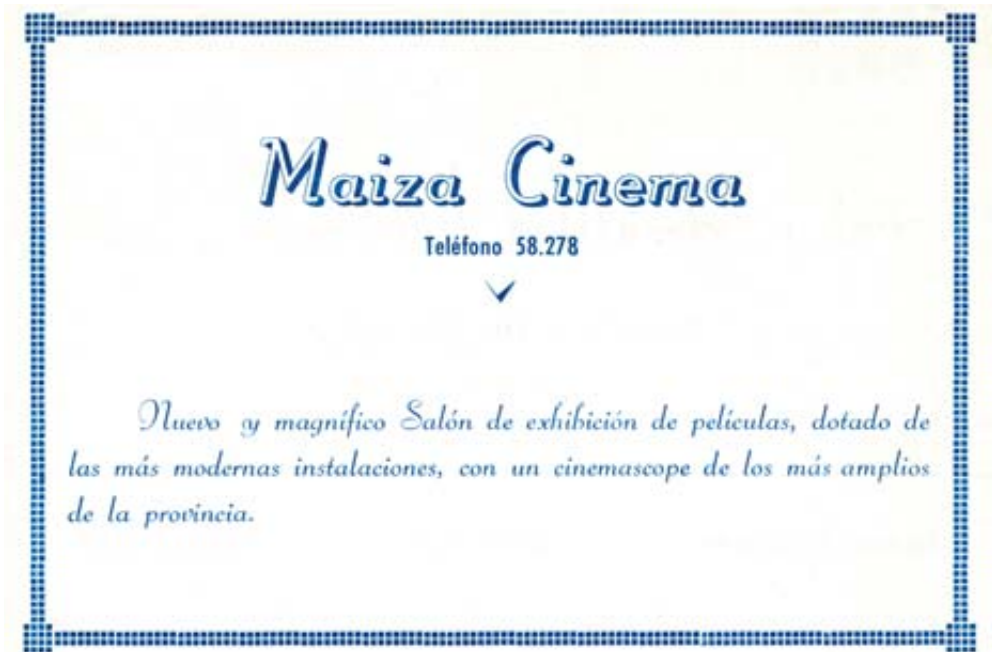 Maiza Cinema
Teléfono 58.278
Nuevo y magnífico Salón de exhibición de películas, dotado de
las más modernas instalaciones, con un cinemascope de los más amplios
de la provincia.